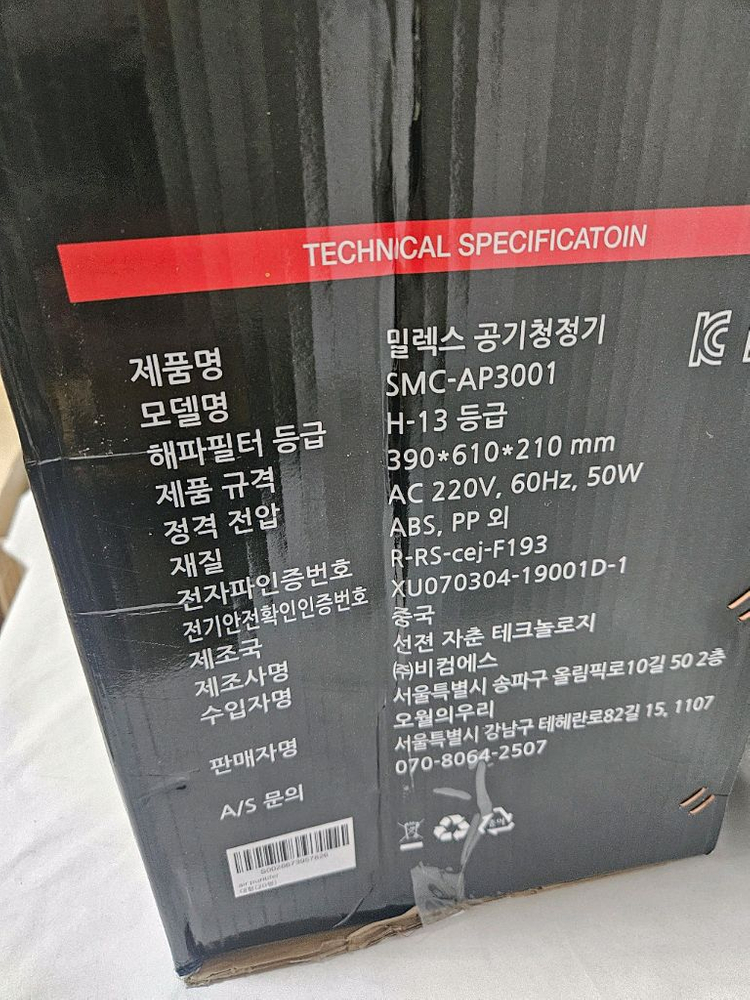 TECHNICAL SPECIFICATOIN
KC
제품명 밀렉스 공기청정기
모델명 SMC-AP3001
해파필터 등급 H-13 등급
제품 규격 390*610*210 mm
정격 전압 AC 220V, 60Hz, 50W
재질 ABS, PP 외
전자파인증번호 R-RS-cej-F193
전기안전확인인증번호 XU070304-19001D-1
제조국 중국
제조사명 선젼 자춘 테크놀로지
수입자명 ㈜비컴에스
서울특별시 송파구 올림픽로10길 50 2층
판매자명 오월의우리
서울특별시 강남구 테헤란로82길 15, 1107
A/S 문의 070-8064-2507